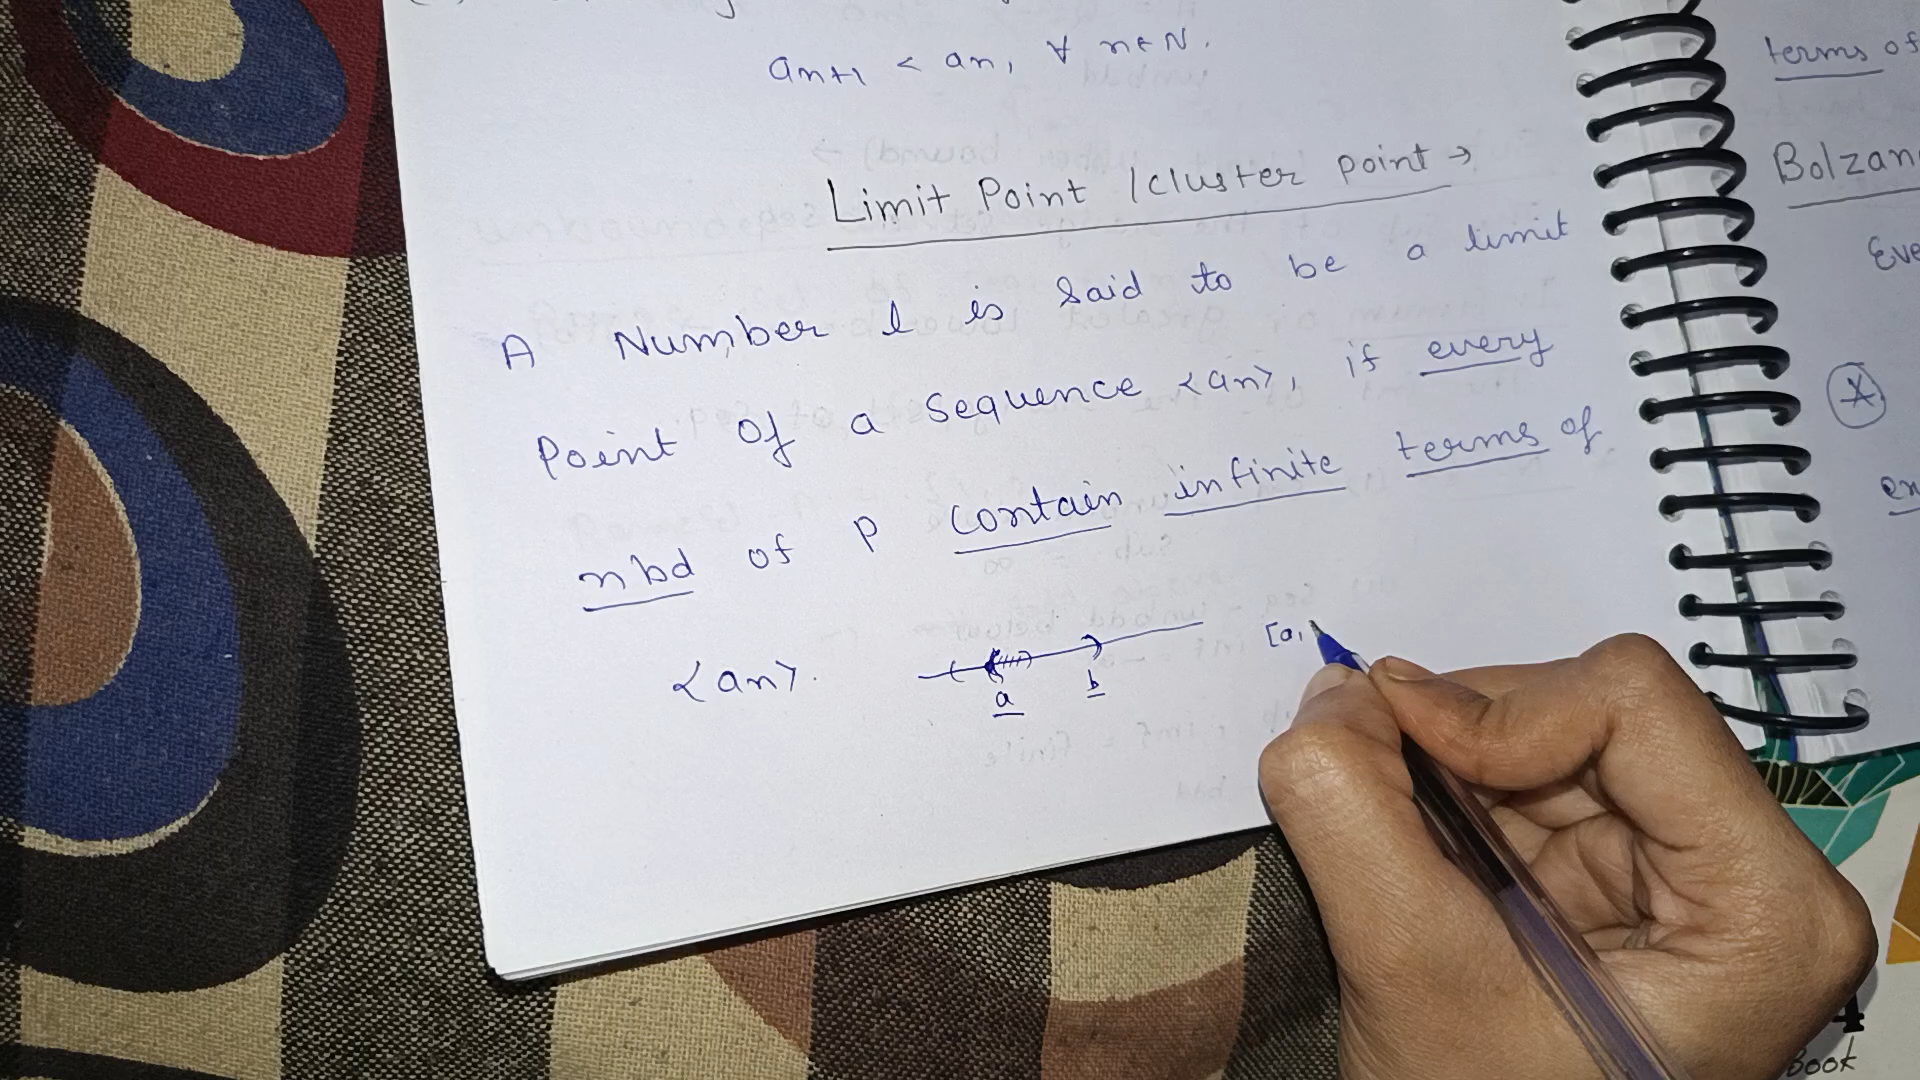 an+1 < an, ∀ n∈N.
Limit Point / cluster point →
A Number l is said to be a limit
Point of a sequence <an>, if every
nbd of P contain infinite terms of
<an>.
a b
[a,
terms of
Bolzan
Eve
en
Book